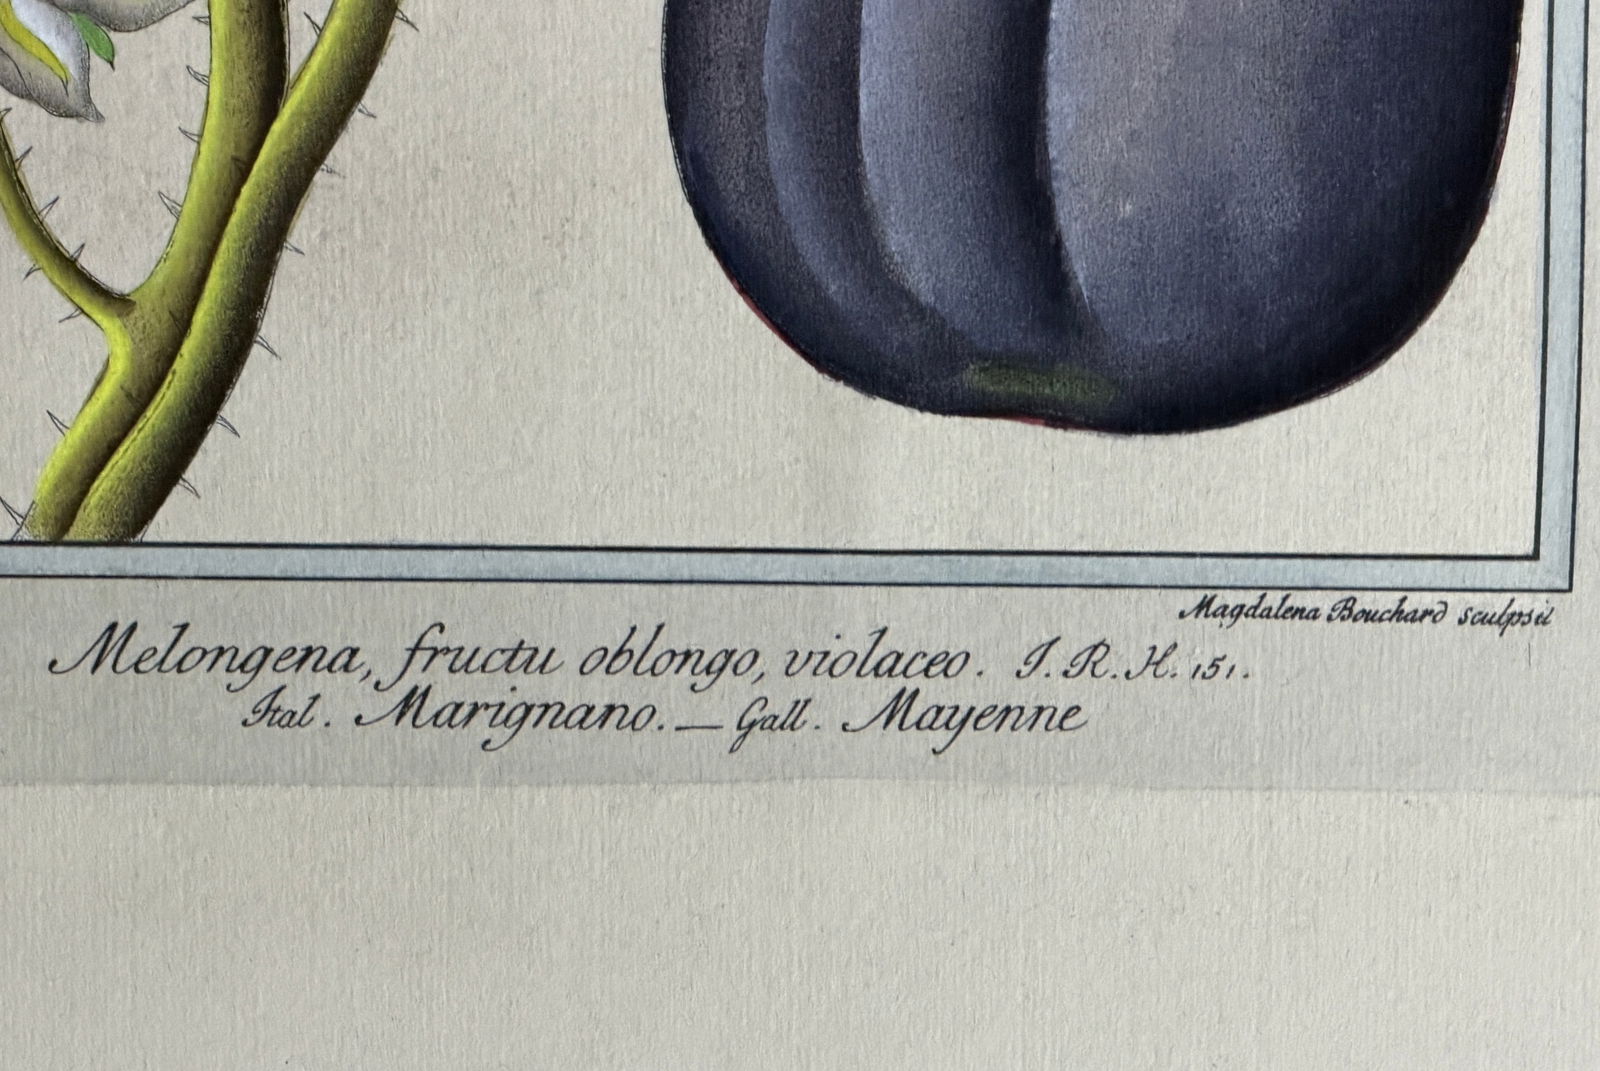 Magdalena Bouchard sculpsit
Melongena, fructu oblongo, violaceo. I. R. H. 151.
Ital. Marignano. — Gall. Mayenne